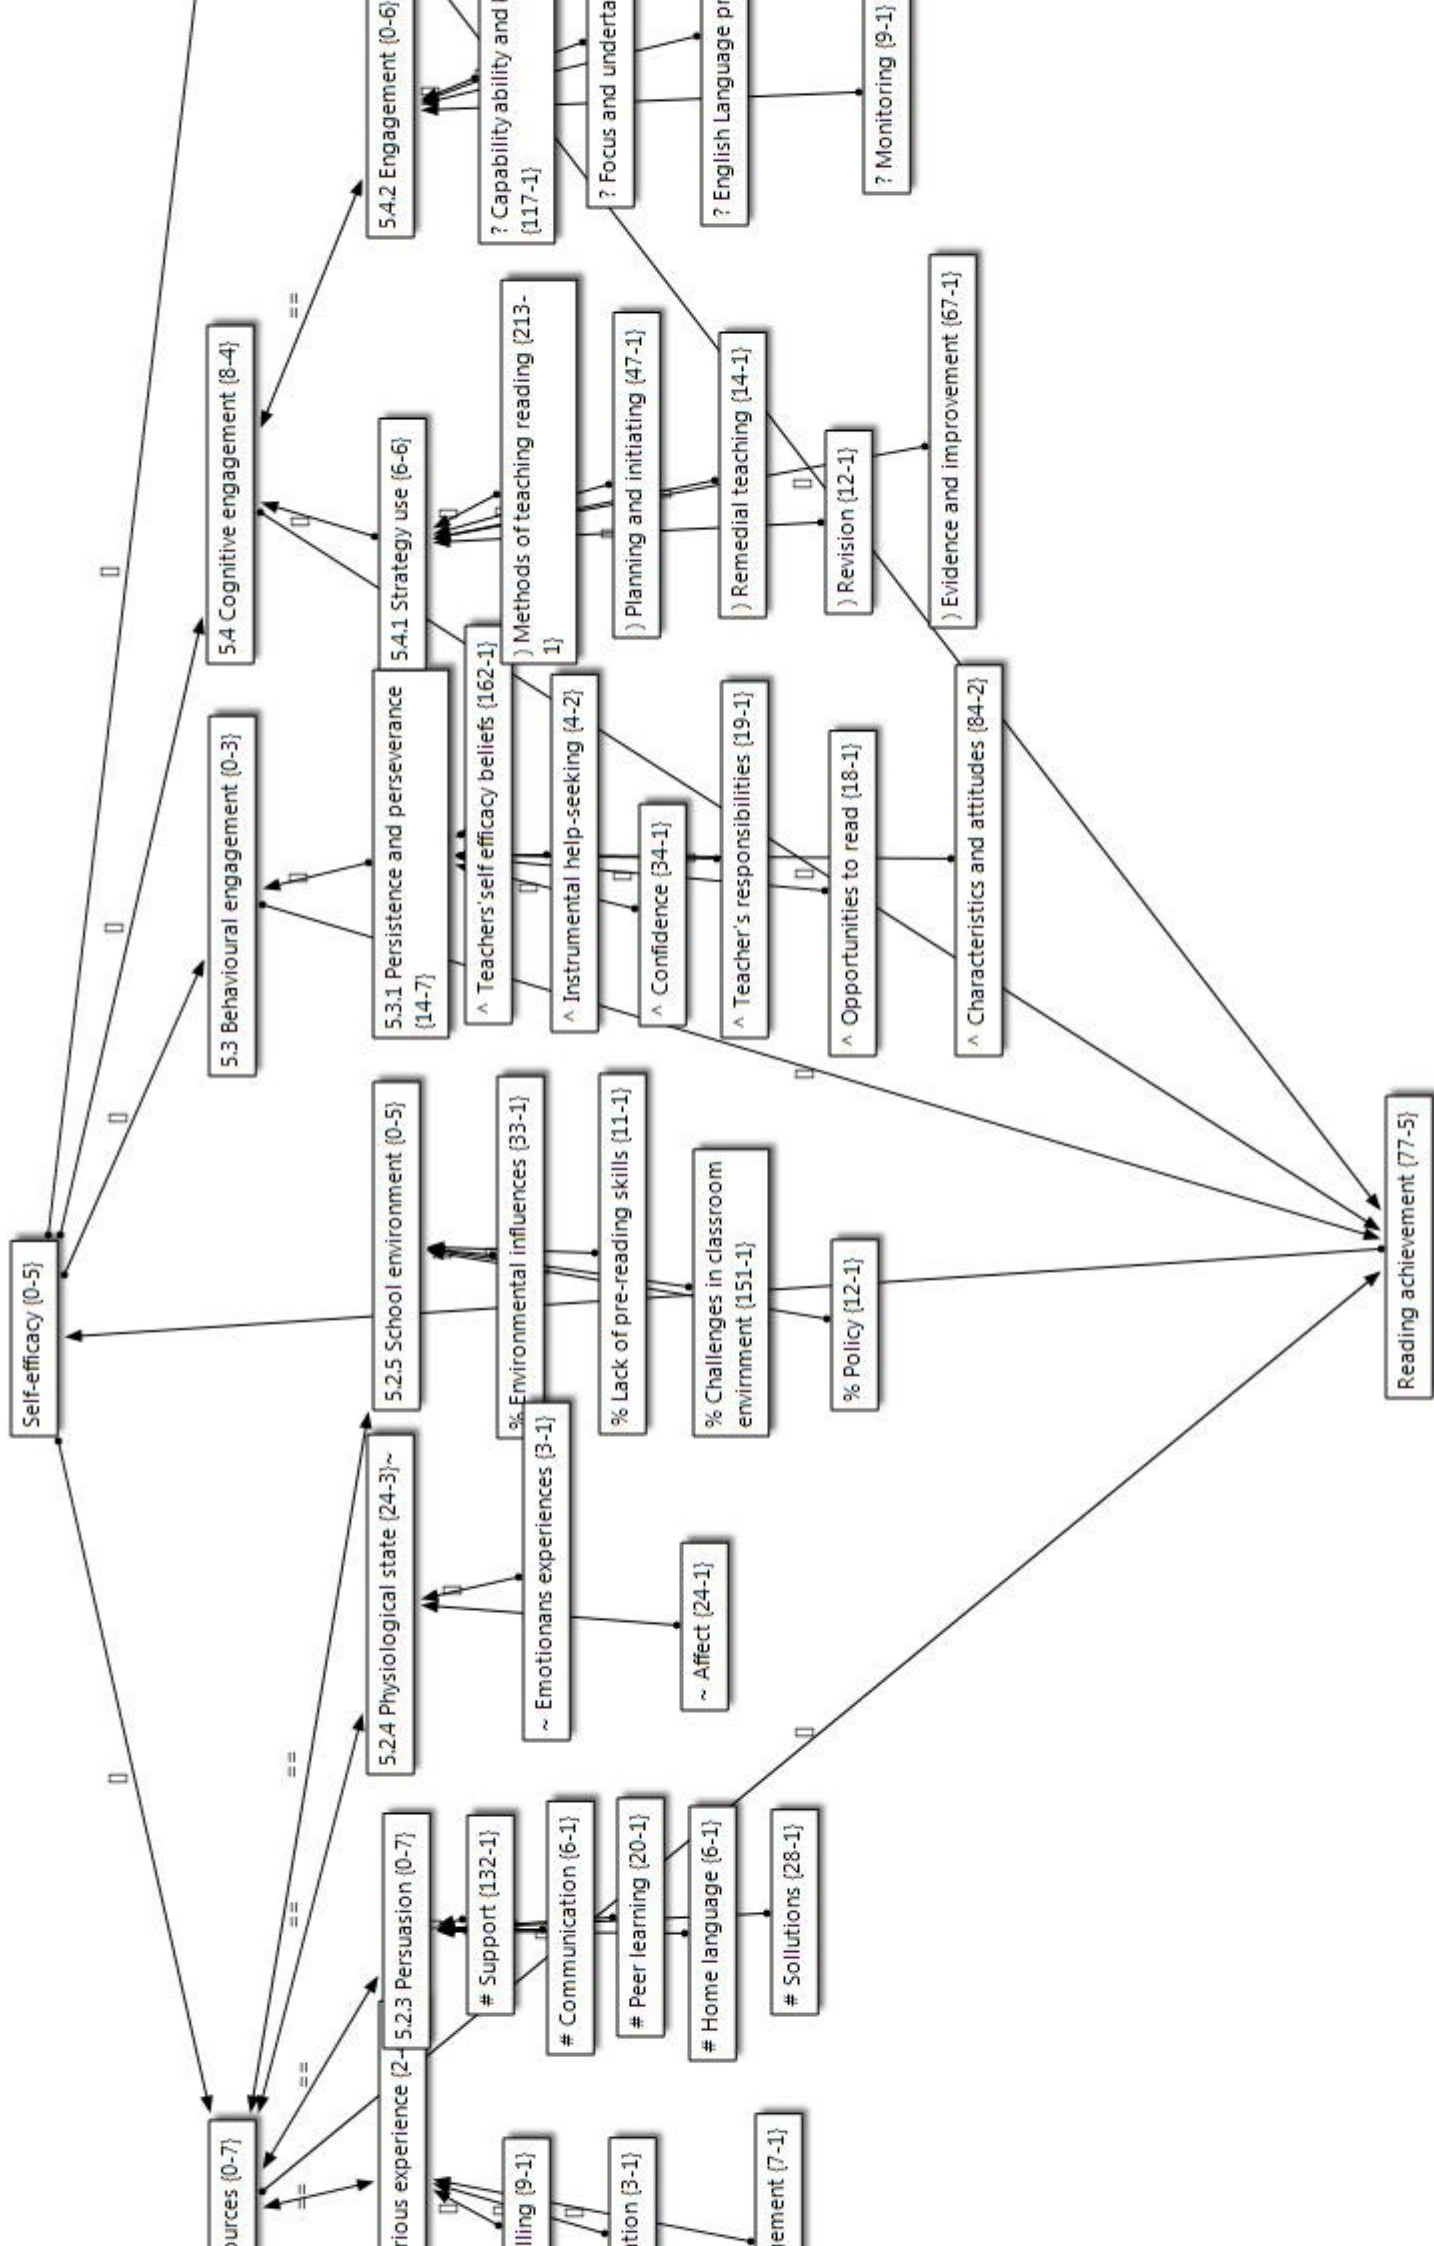 Self-efficacy {0-5}
ources {0-7}
5.3 Behavioural engagement {0-3}
5.4 Cognitive engagement {8-4}
rious experience {2-
5.2.3 Persuasion {0-7}
5.2.4 Physiological state {24-3}~
5.2.5 School environment {0-5}
5.3.1 Persistence and perseverance
{14-7}
5.4.1 Strategy use {6-6}
5.4.2 Engagement {0-6}
lling {9-1}
tion {3-1}
ement {7-1}
# Support {132-1}
# Communication {6-1}
# Peer learning {20-1}
# Home language {6-1}
# Sollutions {28-1}
~ Emotionans experiences {3-1}
~ Affect {24-1}
% Environmental influences {33-1}
% Lack of pre-reading skills {11-1}
% Challenges in classroom
envirnment {151-1}
% Policy {12-1}
^ Teachers'self efficacy beliefs {162-1}
^ Instrumental help-seeking {4-2}
^ Confidence {34-1}
^ Teacher's responsibilities {19-1}
^ Opportunities to read {18-1}
^ Characteristics and attitudes {84-2}
) Methods of teaching reading {213-
1}
) Planning and initiating {47-1}
) Remedial teaching {14-1}
) Revision {12-1}
) Evidence and improvement {67-1}
? Capability ability and
{117-1}
? Focus and underta
? English Language pr
? Monitoring {9-1}
Reading achievement {77-5}
==
==
==
==
==